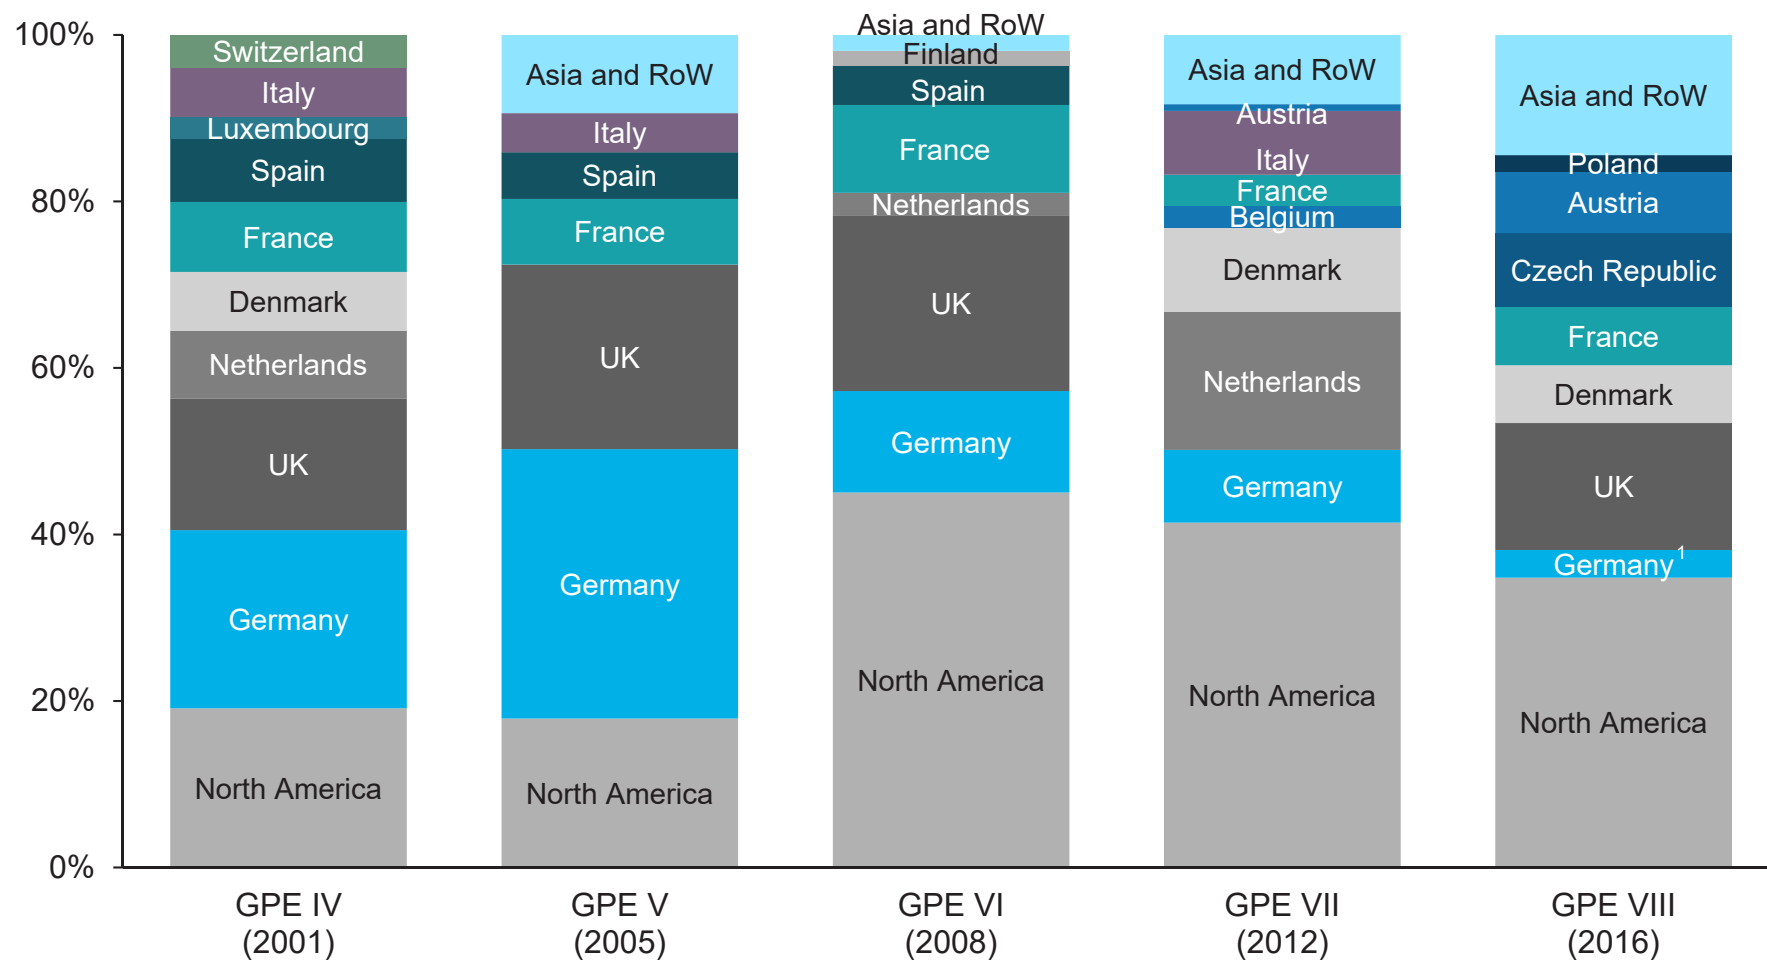 100%
80%
60%
40%
20%
0%
Switzerland
Italy
Luxembourg
Spain
France
Denmark
Netherlands
UK
Germany
North America
GPE IV
(2001)
Asia and RoW
Italy
Spain
France
UK
Germany
North America
GPE V
(2005)
Asia and RoW
Finland
Spain
France
Netherlands
UK
Germany
North America
GPE VI
(2008)
Asia and RoW
Austria
Italy
France
Belgium
Denmark
Netherlands
Germany
North America
GPE VII
(2012)
Asia and RoW
Poland
Austria
Czech Republic
France
Denmark
UK
Germany¹
North America
GPE VIII
(2016)